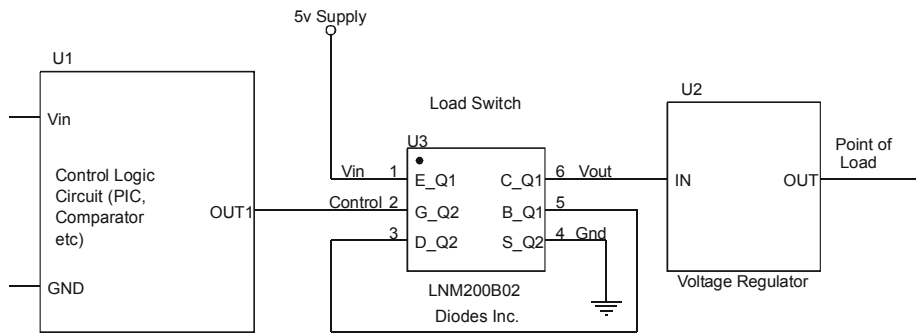 5v Supply
U1
Vin
Control Logic
Circuit (PIC,
Comparator
etc)
OUT1
GND
Load Switch
U3
Vin 1 E_Q1 C_Q1 6 Vout
Control 2 G_Q2 B_Q1 5
3 D_Q2 S_Q2 4 Gnd
LNM200B02
Diodes Inc.
U2
IN OUT
Voltage Regulator
Point of
Load